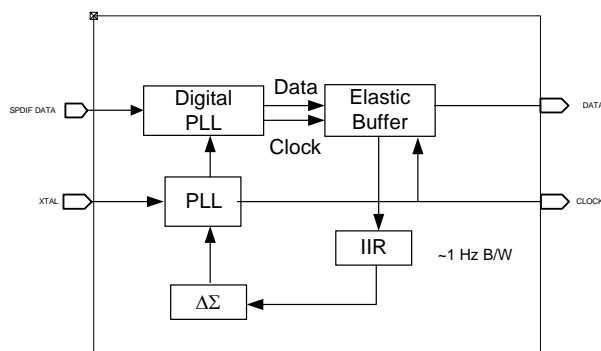 SPDIF DATA
Digital
PLL
Data
Clock
Elastic
Buffer
DATA
XTAL
PLL
CLOCK
IIR
~1 Hz B/W
ΔΣ